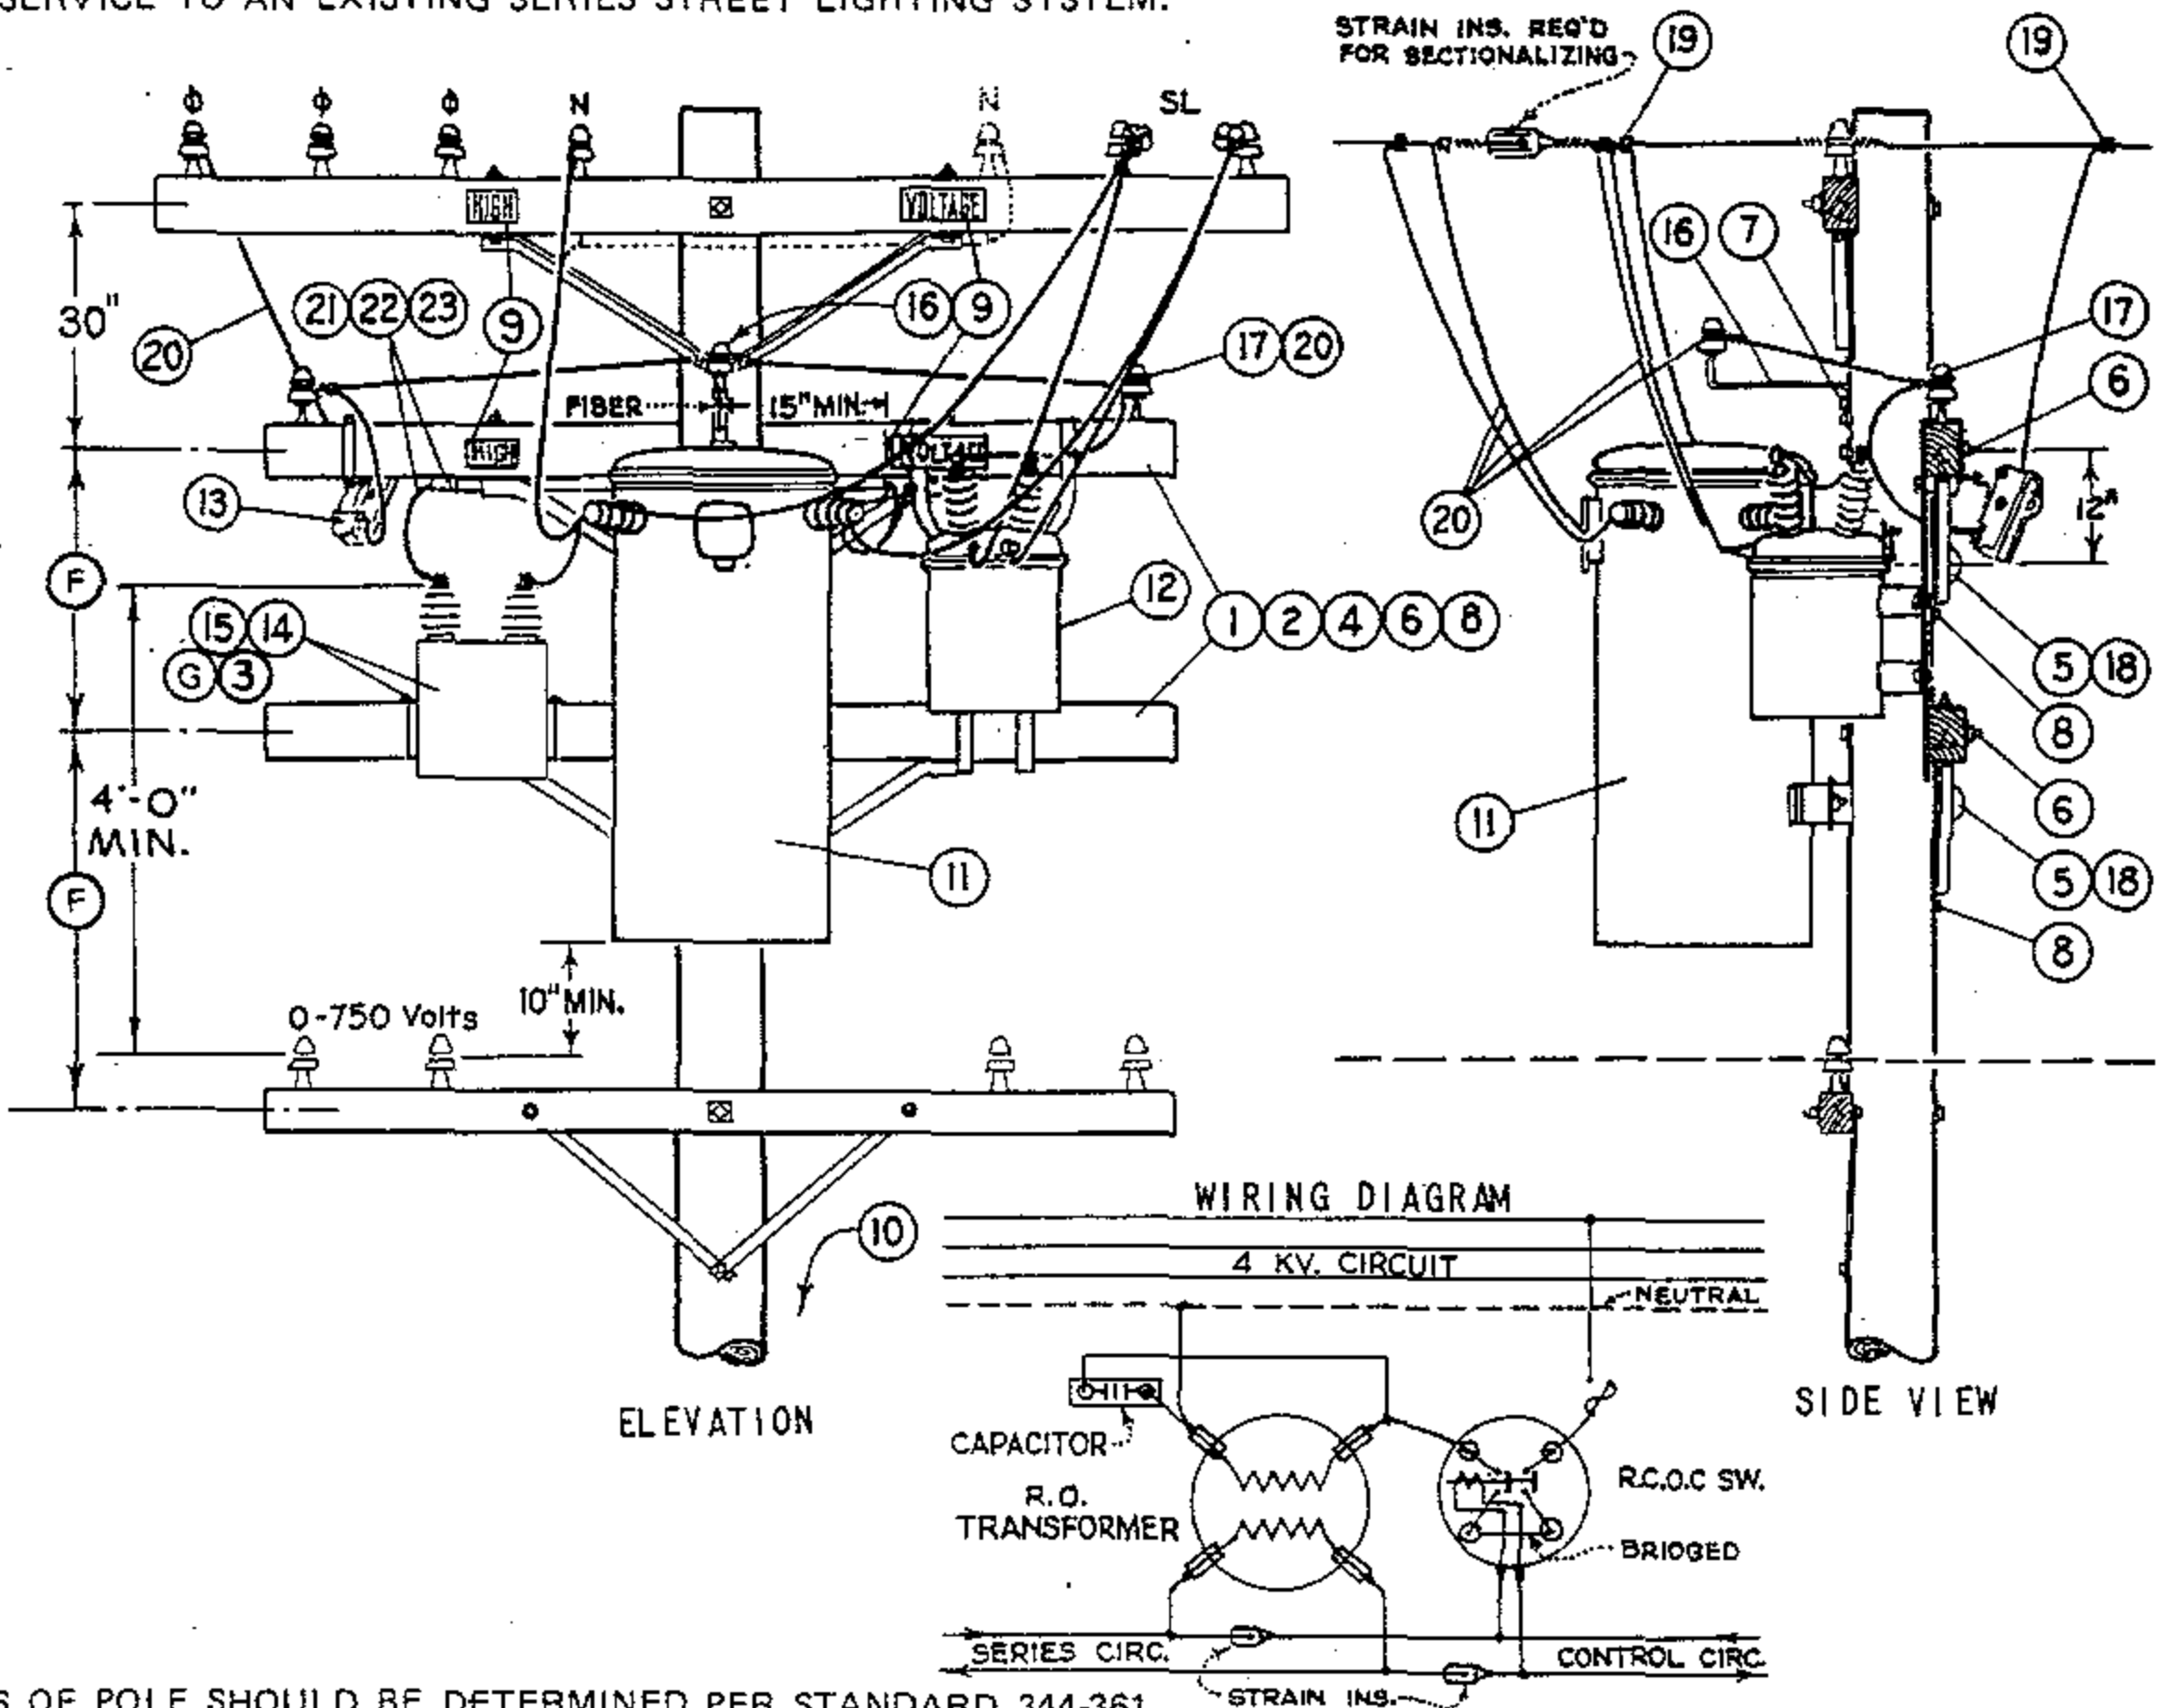 SERVICE TO AN EXISTING SERIES STREET LIGHTING SYSTEM.
STRAIN INS. REQ'D
FOR SECTIONALIZING
19
19
Φ Φ Φ N N SL
HIGH VOLTAGE
16 7
30"
21 22 23 9 16 9
17
20
17 20
6
FIBER 15" MIN.
HIGH VOLTAGE
13
20
12"
F
12
15 14
1 2 4 6 8
G 3
5 18
8
4'-0"
MIN.
6
11
11
F
5 18
8
10" MIN.
0-750 Volts
WIRING DIAGRAM
10
4 KV. CIRCUIT
NEUTRAL
ELEVATION
SIDE VIEW
CAPACITOR
R.O.
TRANSFORMER
R.C.O.C SW.
BRIDGED
SERIES CIRC.
CONTROL CIRC.
STRAIN INS.
S OF POLE SHOULD BE DETERMINED PER STANDARD 344-361